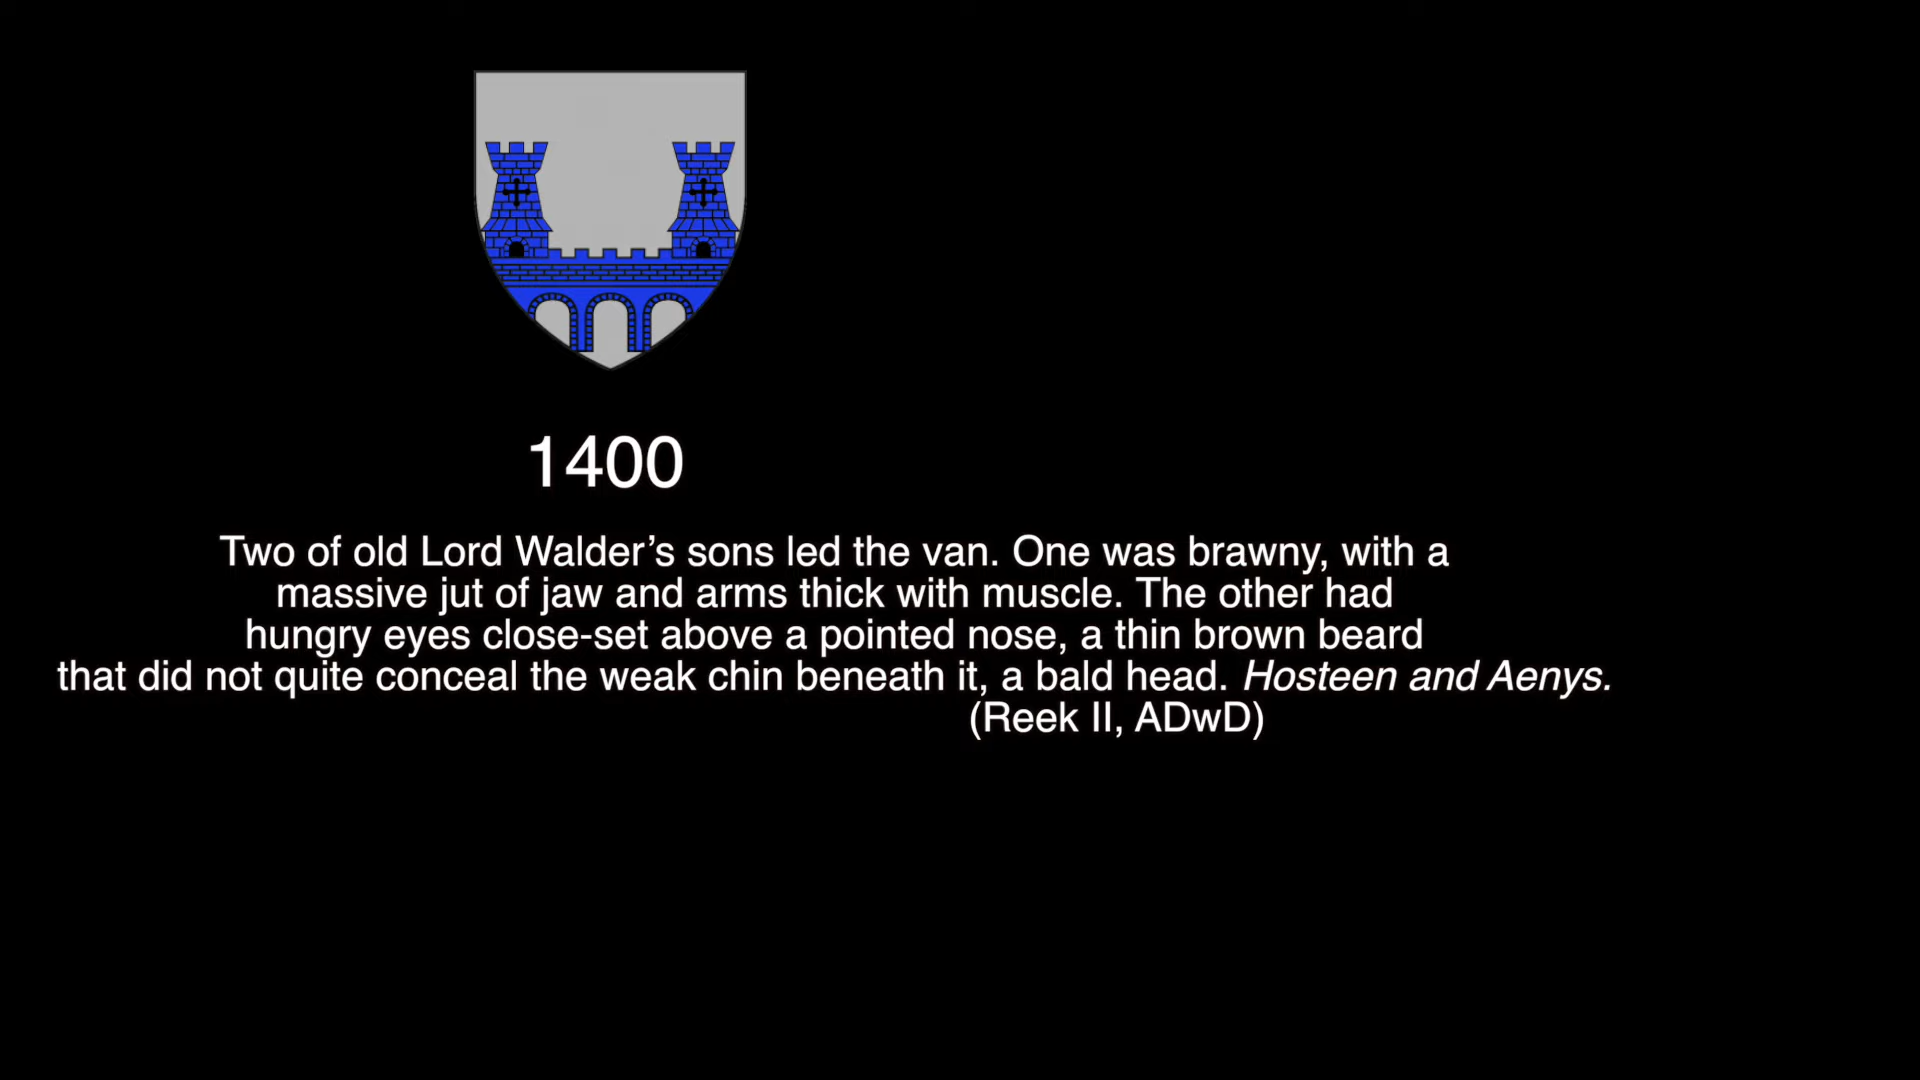 1400
Two of old Lord Walder’s sons led the van. One was brawny, with a
massive jut of jaw and arms thick with muscle. The other had
hungry eyes close-set above a pointed nose, a thin brown beard
that did not quite conceal the weak chin beneath it, a bald head. Hosteen and Aenys.
(Reek II, ADwD)